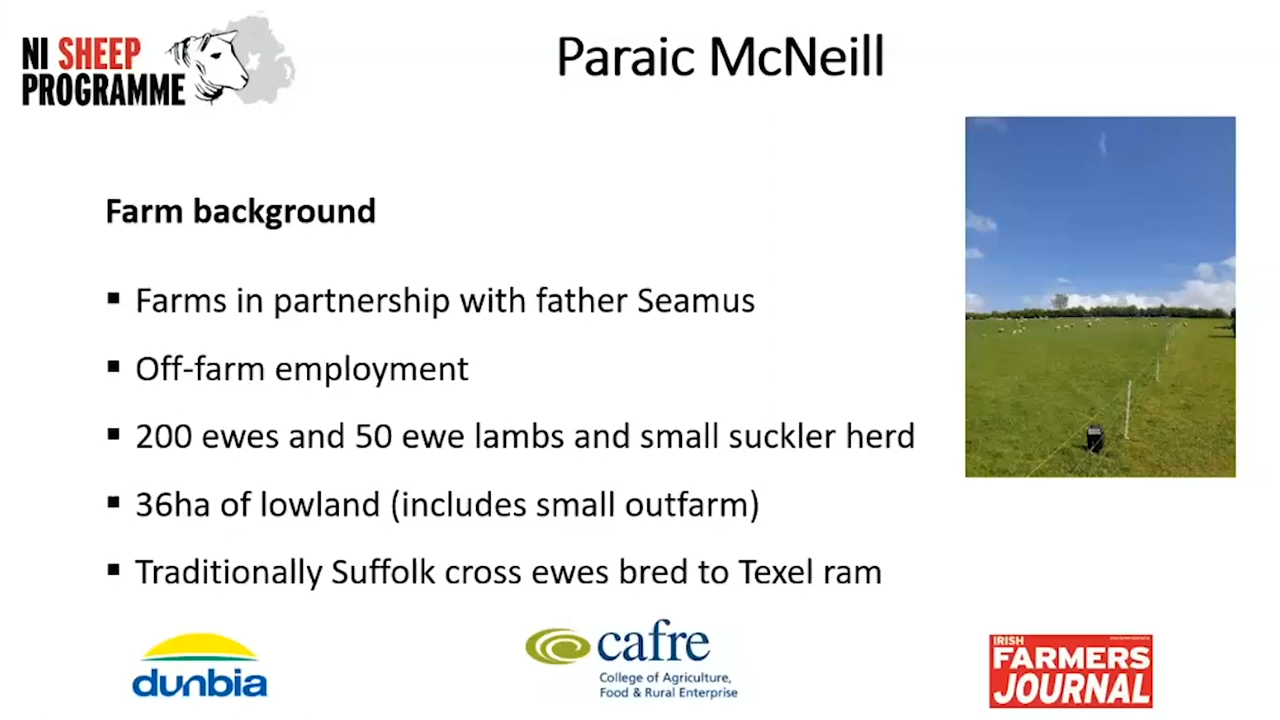 NI SHEEP
PROGRAMME
Paraic McNeill
Farm background
▪ Farms in partnership with father Seamus
▪ Off-farm employment
▪ 200 ewes and 50 ewe lambs and small suckler herd
▪ 36ha of lowland (includes small outfarm)
▪ Traditionally Suffolk cross ewes bred to Texel ram
dunbia
cafre
College of Agriculture,
Food & Rural Enterprise
IRISH
FARMERS
JOURNAL